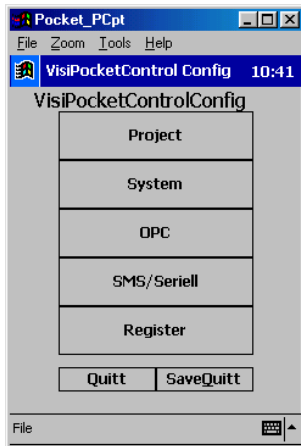 Pocket_PCpt
File Zoom Tools Help
VisiPocketControl Config 10:41
VisiPocketControlConfig
Project
System
OPC
SMS/Seriell
Register
Quitt SaveQuitt
File